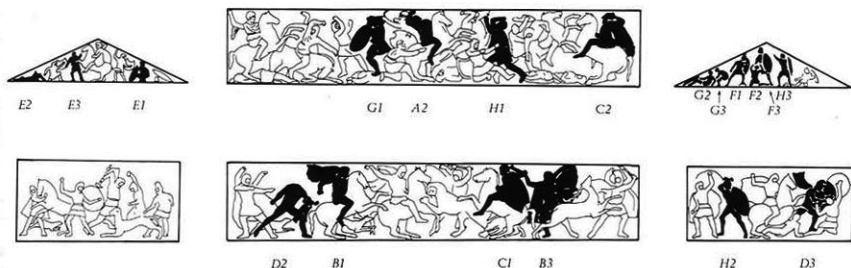 E2 E3 E1
G1 A2 H1 C2
G2 F1 F2 H3
G3 F3
D2 B1 C1 B3
H2 D3